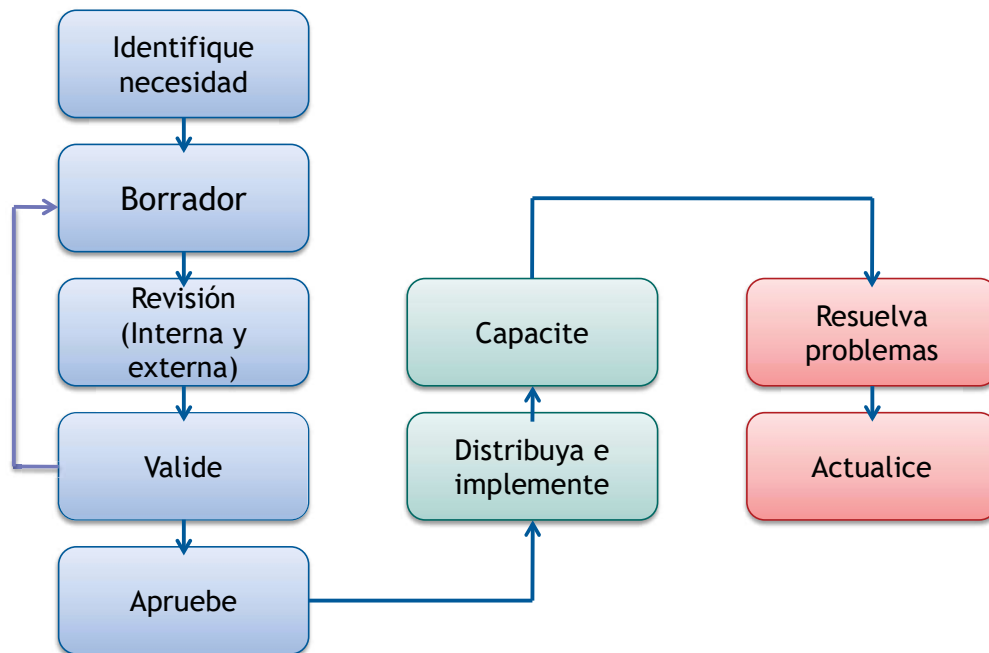 Identifique
necesidad
Borrador
Revisión
(Interna y
externa)
Valide
Apruebe
Distribuya e
implemente
Capacite
Resuelva
problemas
Actualice